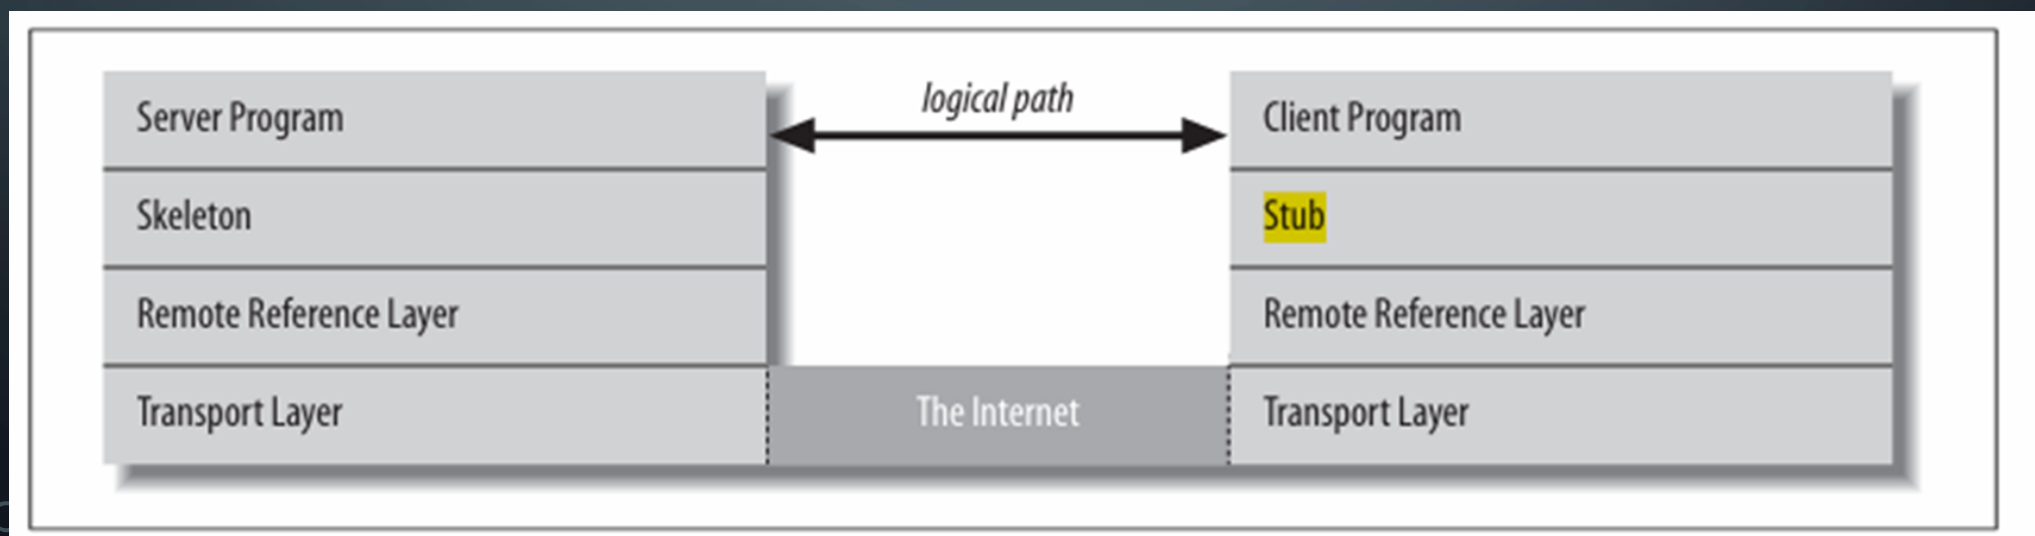 Server Program
Skeleton
Remote Reference Layer
Transport Layer
logical path
The Internet
Client Program
Stub
Remote Reference Layer
Transport Layer